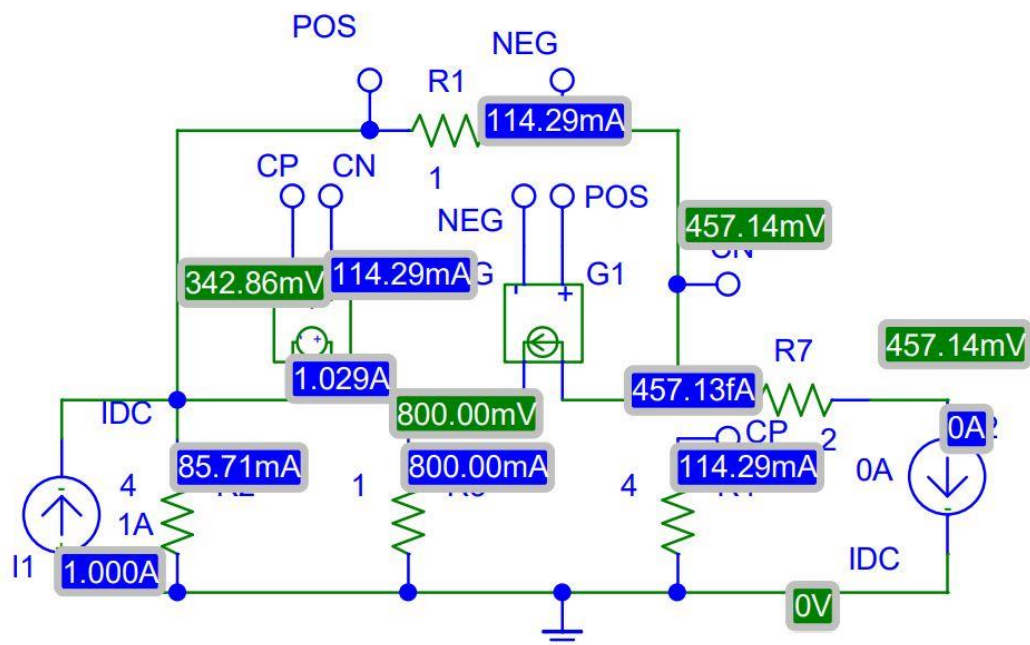 POS
NEG
R1
114.29mA
1
CP CN
NEG
POS
457.14mV
CN
342.86mV
114.29mA
G
G1
- +
457.14mV
R7
1.029A
457.13fA
IDC
800.00mV
CP
2
0A
85.71mA
800.00mA
114.29mA
4
1
4
0A
1A
I1
1.000A
IDC
0V